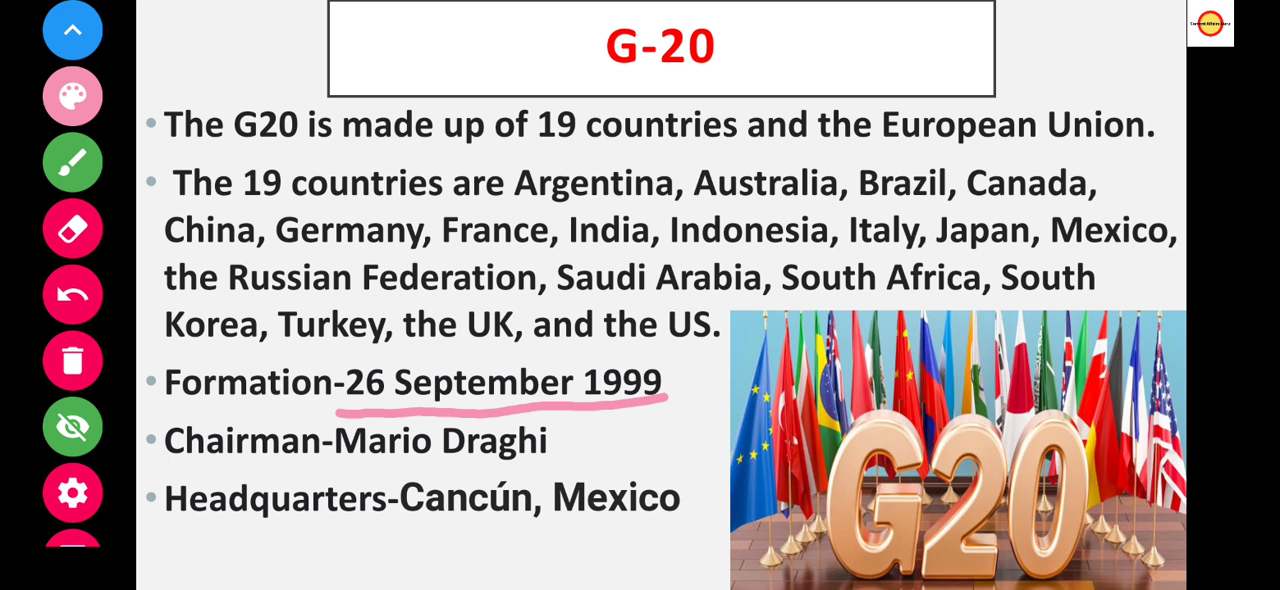 G-20
• The G20 is made up of 19 countries and the European Union.
• The 19 countries are Argentina, Australia, Brazil, Canada,
China, Germany, France, India, Indonesia, Italy, Japan, Mexico,
the Russian Federation, Saudi Arabia, South Africa, South
Korea, Turkey, the UK, and the US.
• Formation-26 September 1999
• Chairman-Mario Draghi
• Headquarters-Cancún, Mexico
G20